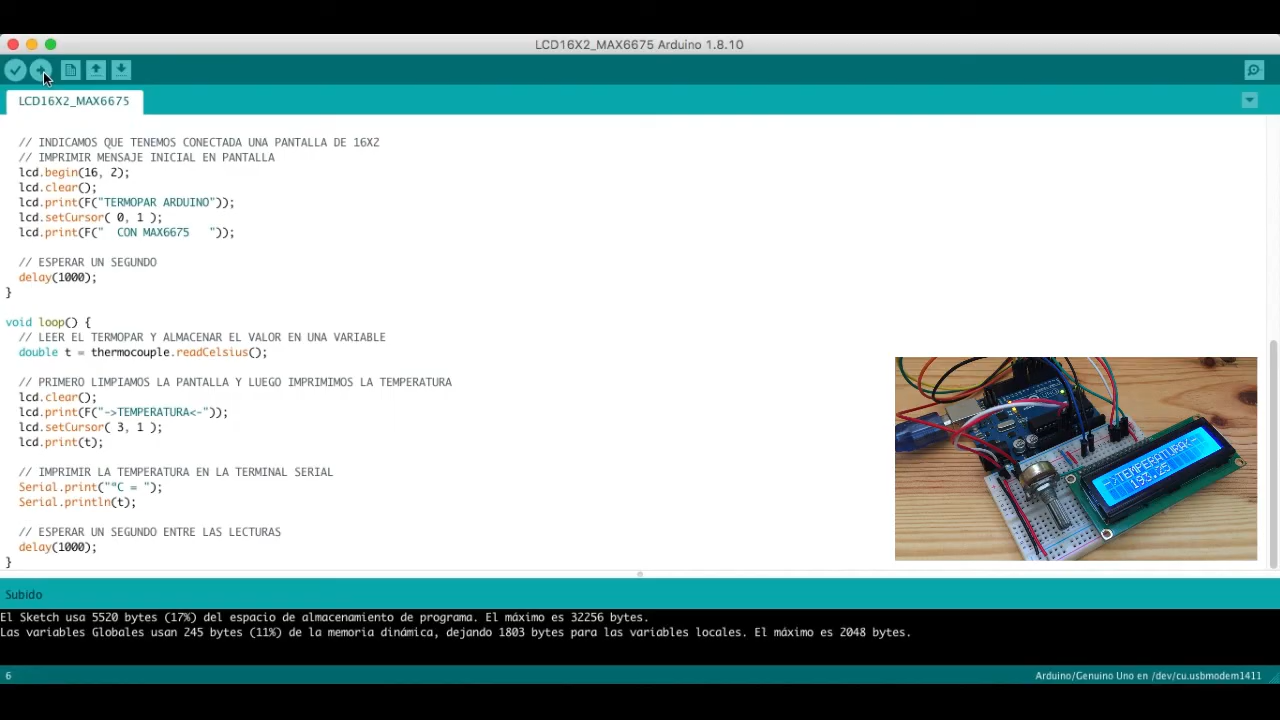 LCD16X2_MAX6675 Arduino 1.8.10
LCD16X2_MAX6675
// INDICAMOS QUE TENEMOS CONECTADA UNA PANTALLA DE 16X2
// IMPRIMIR MENSAJE INICIAL EN PANTALLA
lcd.begin(16, 2);
lcd.clear();
lcd.print(F("TERMOPAR ARDUINO"));
lcd.setCursor( 0, 1 );
lcd.print(F("  CON MAX6675   "));
// ESPERAR UN SEGUNDO
delay(1000);
}
void loop() {
// LEER EL TERMOPAR Y ALMACENAR EL VALOR EN UNA VARIABLE
double t = thermocouple.readCelsius();
// PRIMERO LIMPIAMOS LA PANTALLA Y LUEGO IMPRIMIMOS LA TEMPERATURA
lcd.clear();
lcd.print(F("->TEMPERATURA<-"));
lcd.setCursor( 3, 1 );
lcd.print(t);
// IMPRIMIR LA TEMPERATURA EN LA TERMINAL SERIAL
Serial.print("ºC = ");
Serial.println(t);
// ESPERAR UN SEGUNDO ENTRE LAS LECTURAS
delay(1000);
}
->TEMPERATURA<-
193.25
Subido
El Sketch usa 5520 bytes (17%) del espacio de almacenamiento de programa. El máximo es 32256 bytes.
Las variables Globales usan 245 bytes (11%) de la memoria dinámica, dejando 1803 bytes para las variables locales. El máximo es 2048 bytes.
6
Arduino/Genuino Uno en /dev/cu.usbmodem1411